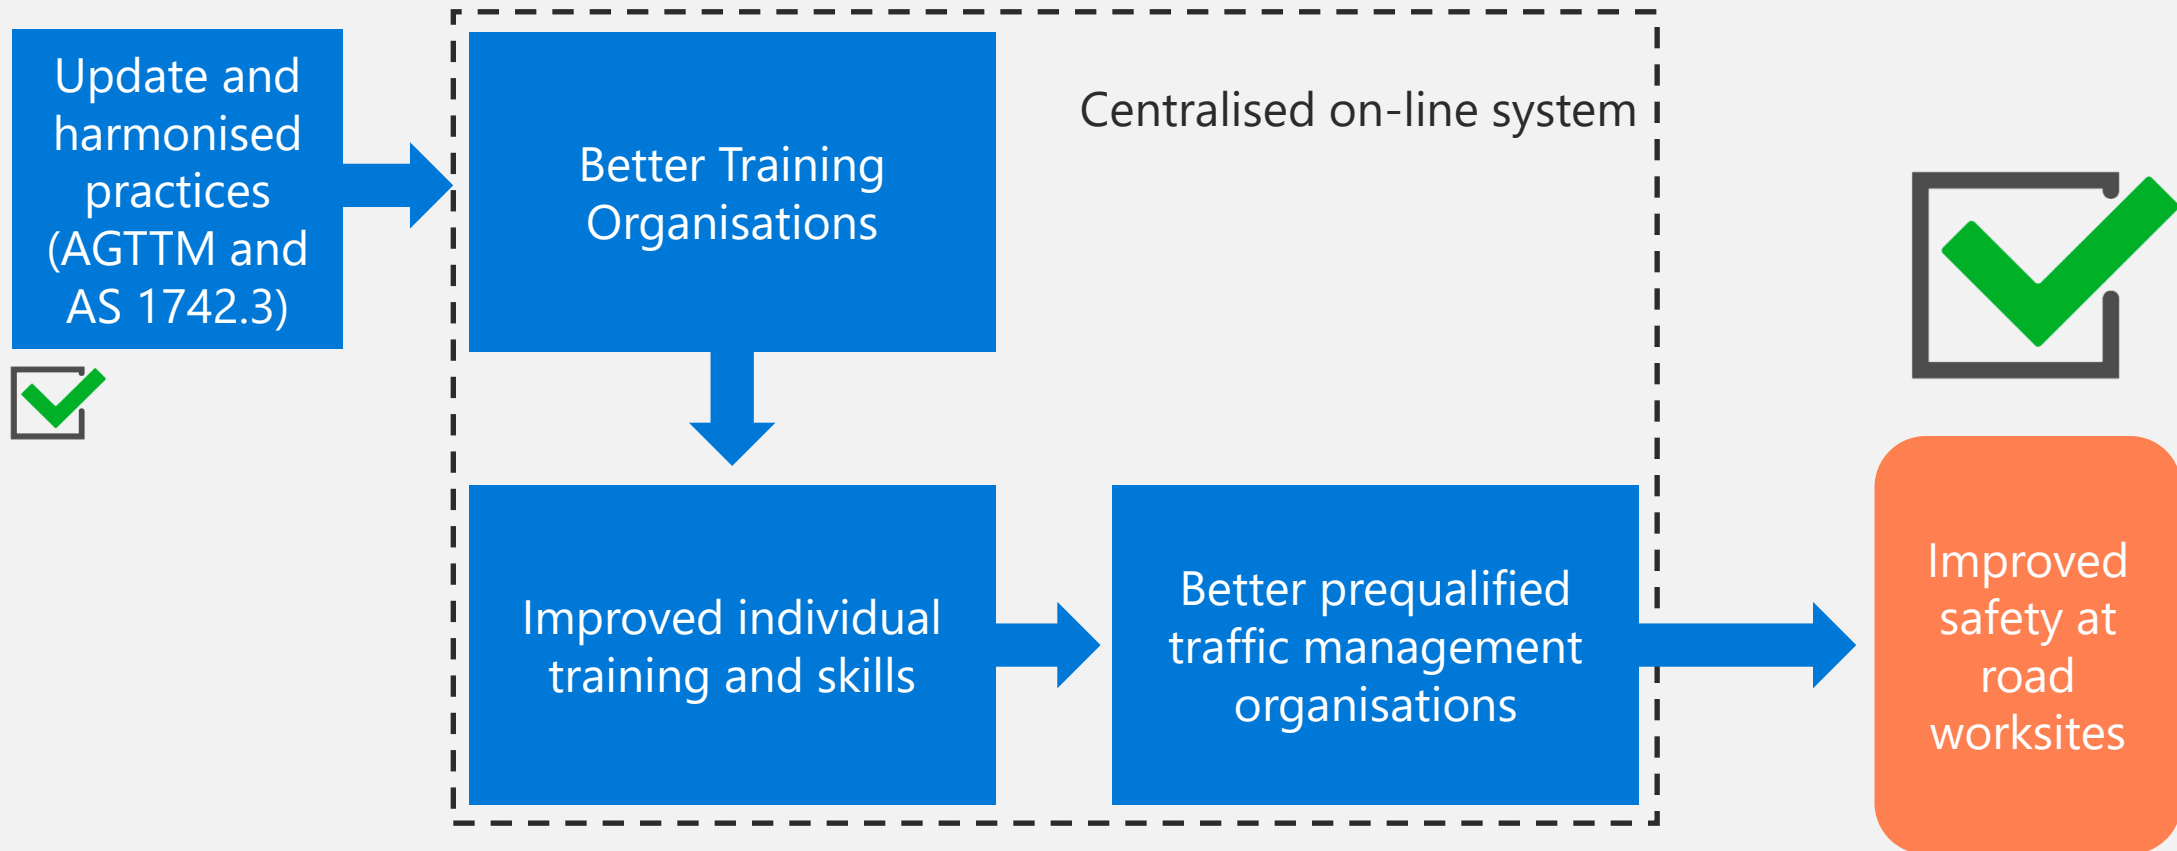 Update and
harmonised
practices
(AGTTM and
AS 1742.3)
Better Training
Organisations
Centralised on-line system
Improved individual
training and skills
Better prequalified
traffic management
organisations
Improved
safety at
road
worksites